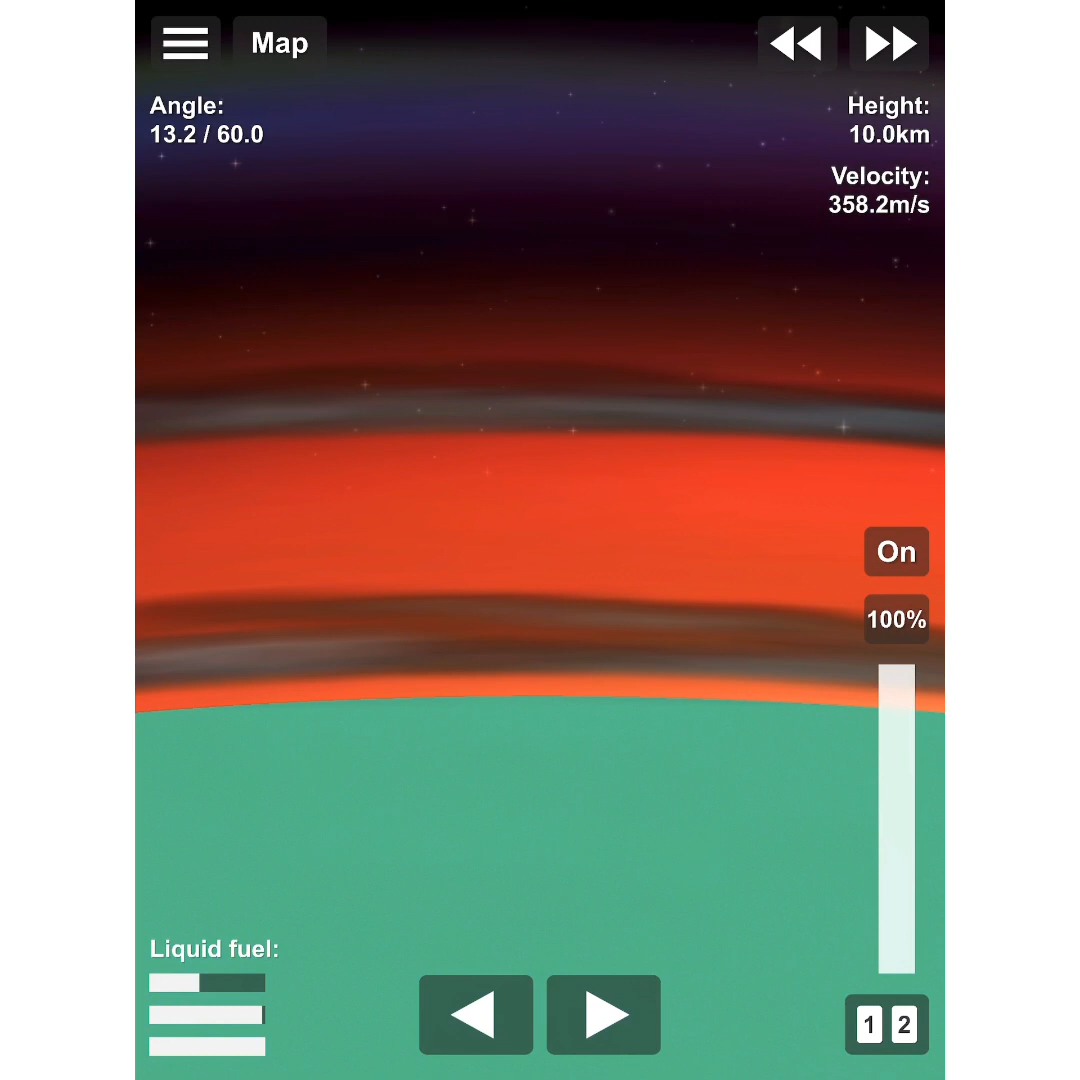 Map
Angle:
13.2 / 60.0
Height:
10.0km
Velocity:
358.2m/s
On
100%
Liquid fuel:
1 2